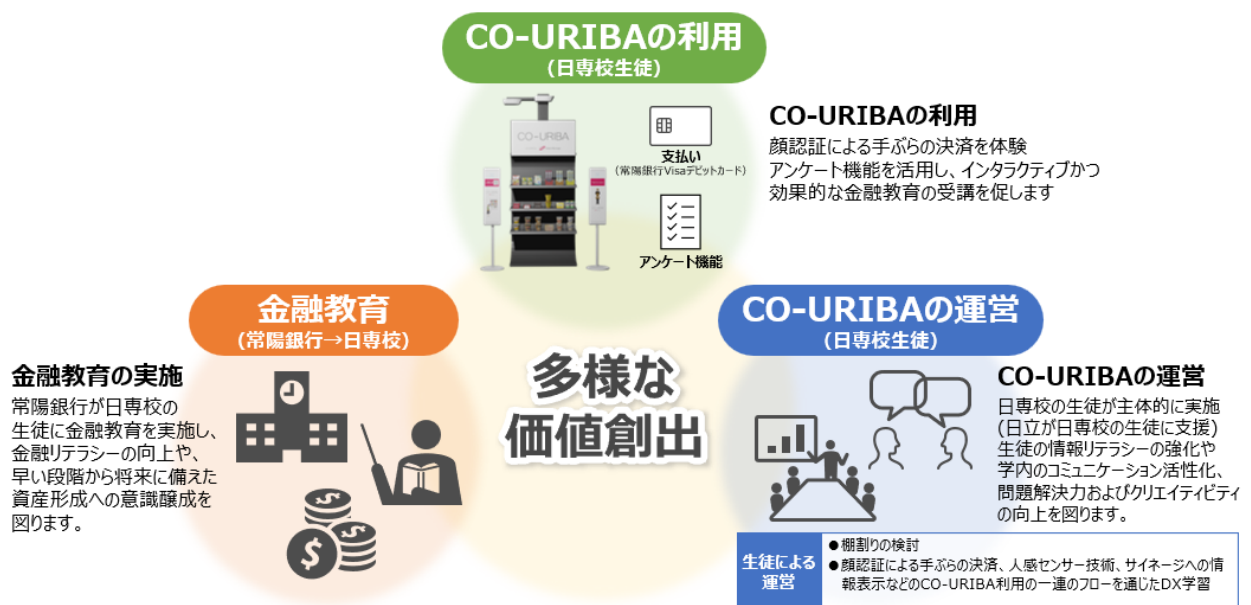 CO-URIBAの利用
(日専校生徒)
CO-URIBA
支払い
(常陽銀行Visaデビットカード)
アンケート機能
CO-URIBAの利用
顔認証による手ぶらの決済を体験
アンケート機能を活用し、インタラクティブかつ
効果的な金融教育の受講を促します
金融教育
(常陽銀行→日専校)
金融教育の実施
常陽銀行が日専校の
生徒に金融教育を実施し、
金融リテラシーの向上や、
早い段階から将来に備えた
資産形成への意識醸成を
図ります。
多様な
価値創出
CO-URIBAの運営
(日専校生徒)
CO-URIBAの運営
日専校の生徒が主体的に実施
(日立が日専校の生徒に支援)
生徒の情報リテラシーの強化や
学内のコミュニケーション活性化、
問題解決力およびクリエイティビティ
の向上を図ります。
生徒による
運営
●棚割りの検討
●顔認証による手ぶらの決済、人感センサー技術、サイネージへの情
報表示などのCO-URIBA利用の一連のフローを通じたDX学習